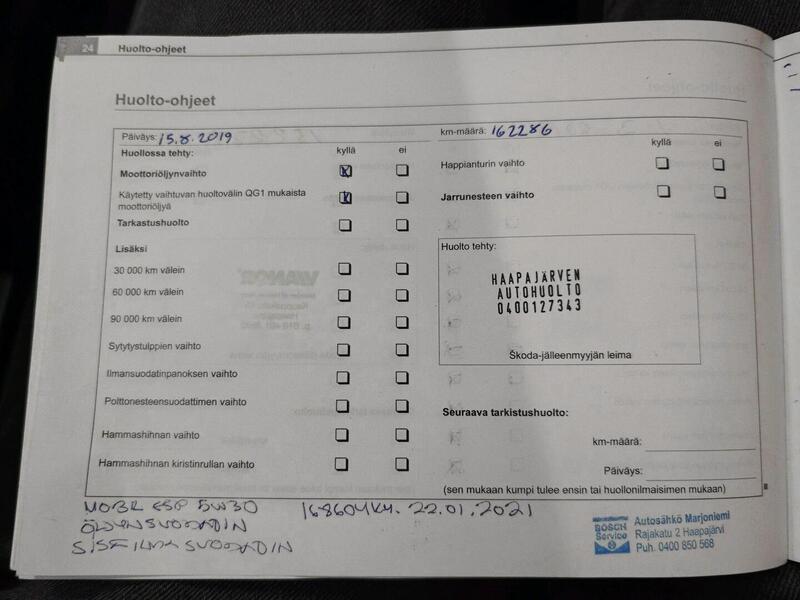 24 Huolto-ohjeet
Huolto-ohjeet
Päiväys: 15.8.2019
km-määrä: 162286
Huollossa tehty: kyllä ei
Moottoriöljynvaihto
Käytetty vaihtuvan huoltovälin QG1 mukaista
moottoriöljyä
Tarkastushuolto
Lisäksi
30 000 km välein
60 000 km välein
90 000 km välein
Sytytystulppien vaihto
Ilmansuodatinpanoksen vaihto
Polttonesteensuodattimen vaihto
Hammashihnan vaihto
Hammashihnan kiristinrullan vaihto
kyllä ei
Happianturin vaihto
Jarrunesteen vaihto
Huolto tehty:
HAAPAJÄRVEN
AUTOHUOLTO
0400127343
Škoda-jälleenmyyjän leima
Seuraava tarkistushuolto:
km-määrä:
Päiväys:
(sen mukaan kumpi tulee ensin tai huollonilmaisimen mukaan)
ESP 5W30
168604KM. 22.01.2021
BOSCH
Service
Autosähkö Marjoniemi
Rajakatu 2 Haapajärvi
Puh. 0400 850 568